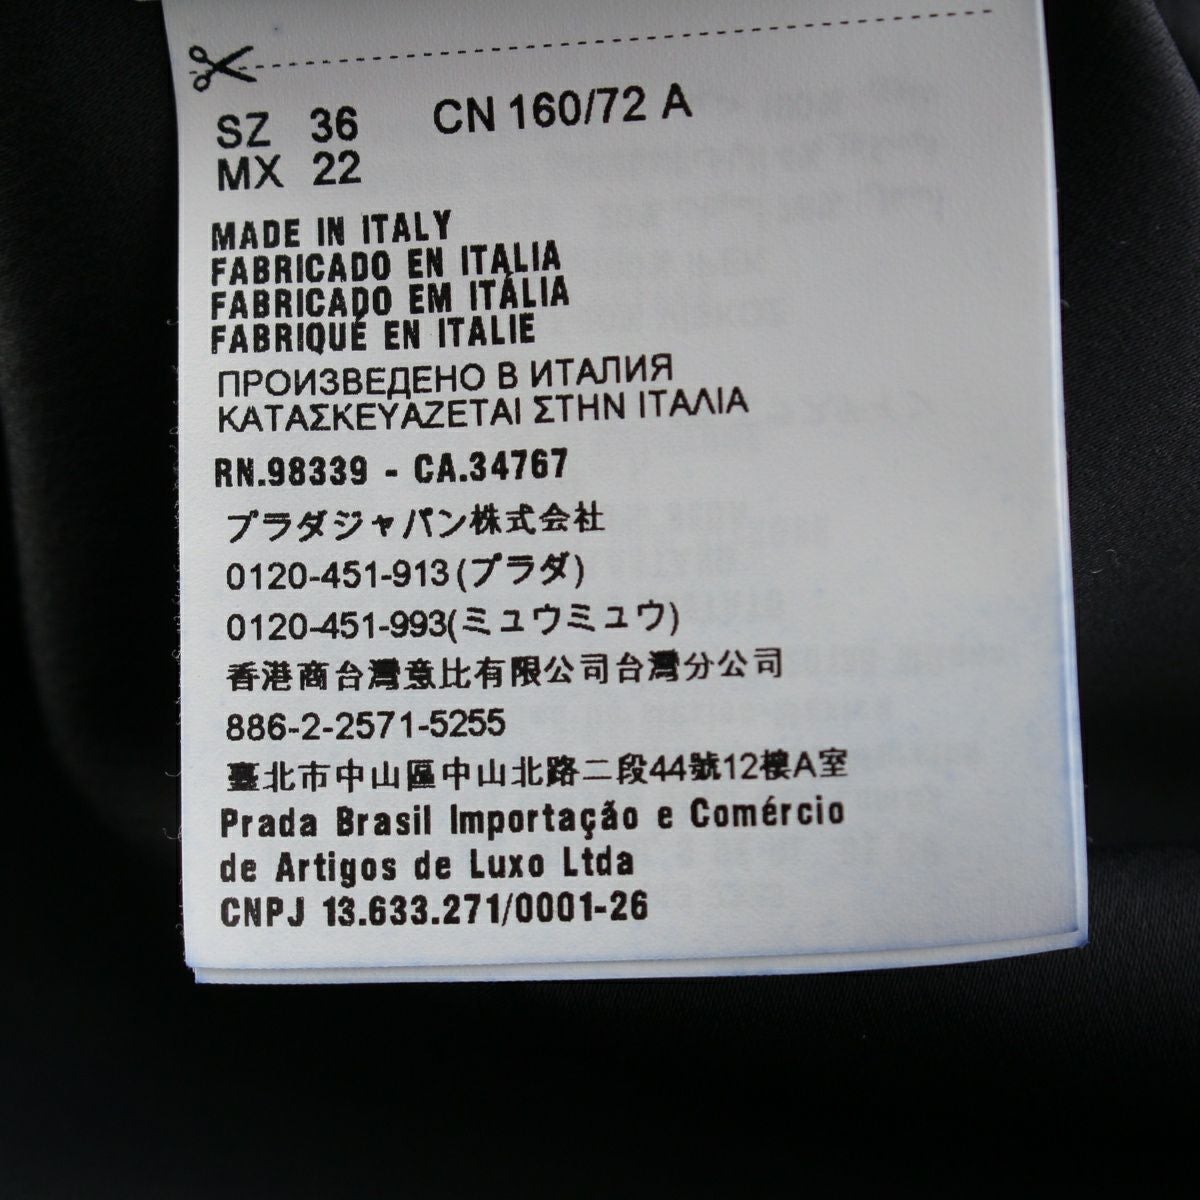 SZ 36 CN 160/72 A
MX 22
MADE IN ITALY
FABRICADO EN ITALIA
FABRICADO EM ITÁLIA
FABRIQUÉ EN ITALIE
ПРОИЗВЕДЕНО В ИТАЛИЯ
ΚΑΤΑΣΚΕΥΑΖΕΤΑΙ ΣΤΗΝ ΙΤΑΛΙΑ
RN.98339 - CA.34767
プラダジャパン株式会社
0120-451-913(プラダ)
0120-451-993(ミュウミュウ)
香港商台灣意比有限公司台灣分公司
886-2-2571-5255
臺北市中山區中山北路二段44號12樓A室
Prada Brasil Importação e Comércio
de Artigos de Luxo Ltda
CNPJ 13.633.271/0001-26